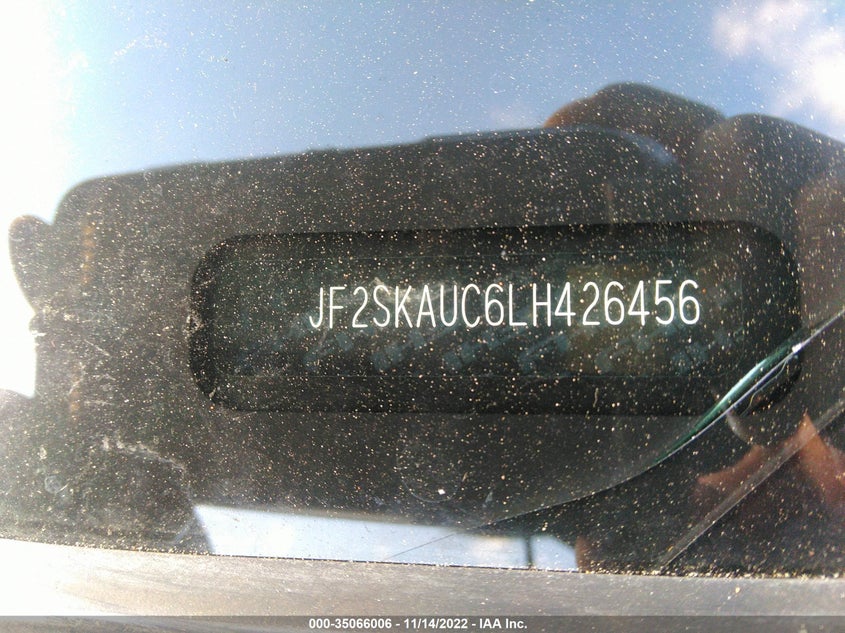 JF2SKAUC6LH426456
000-35066006 - 11/14/2022 - IAA Inc.